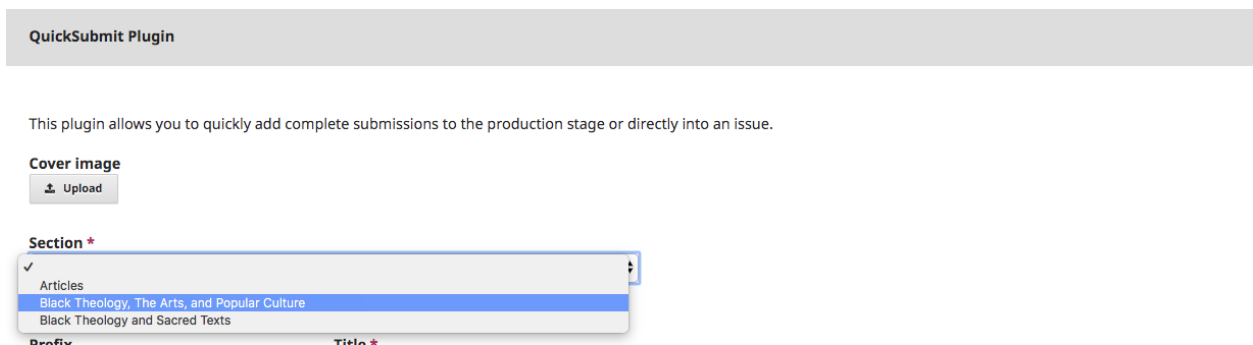 QuickSubmit Plugin
This plugin allows you to quickly add complete submissions to the production stage or directly into an issue.
Cover image
Upload
Section *
✓
Articles
Black Theology, The Arts, and Popular Culture
Black Theology and Sacred Texts
Prefix Title *